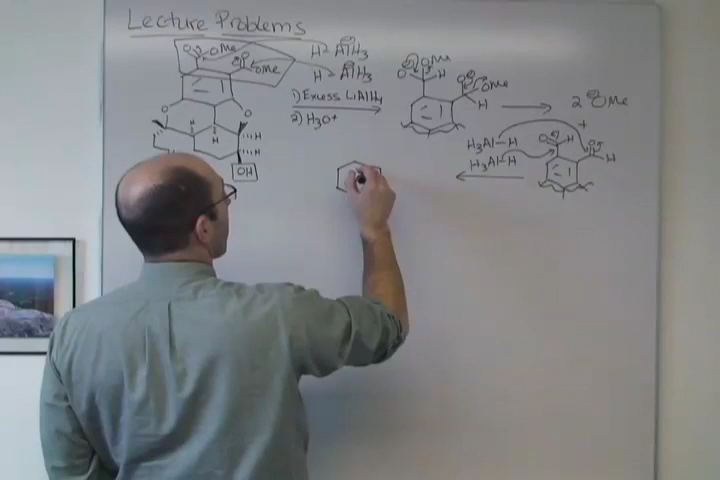 Lecture Problems
H AlH3
H AlH3
O OMe O OMe
1) Excess LiAlH4
2) H3O+
O O
H H
H
H
OH
O OMe
O OMe
H
H
2 OMe
+
H3Al-H
H3Al-H
O H
O H